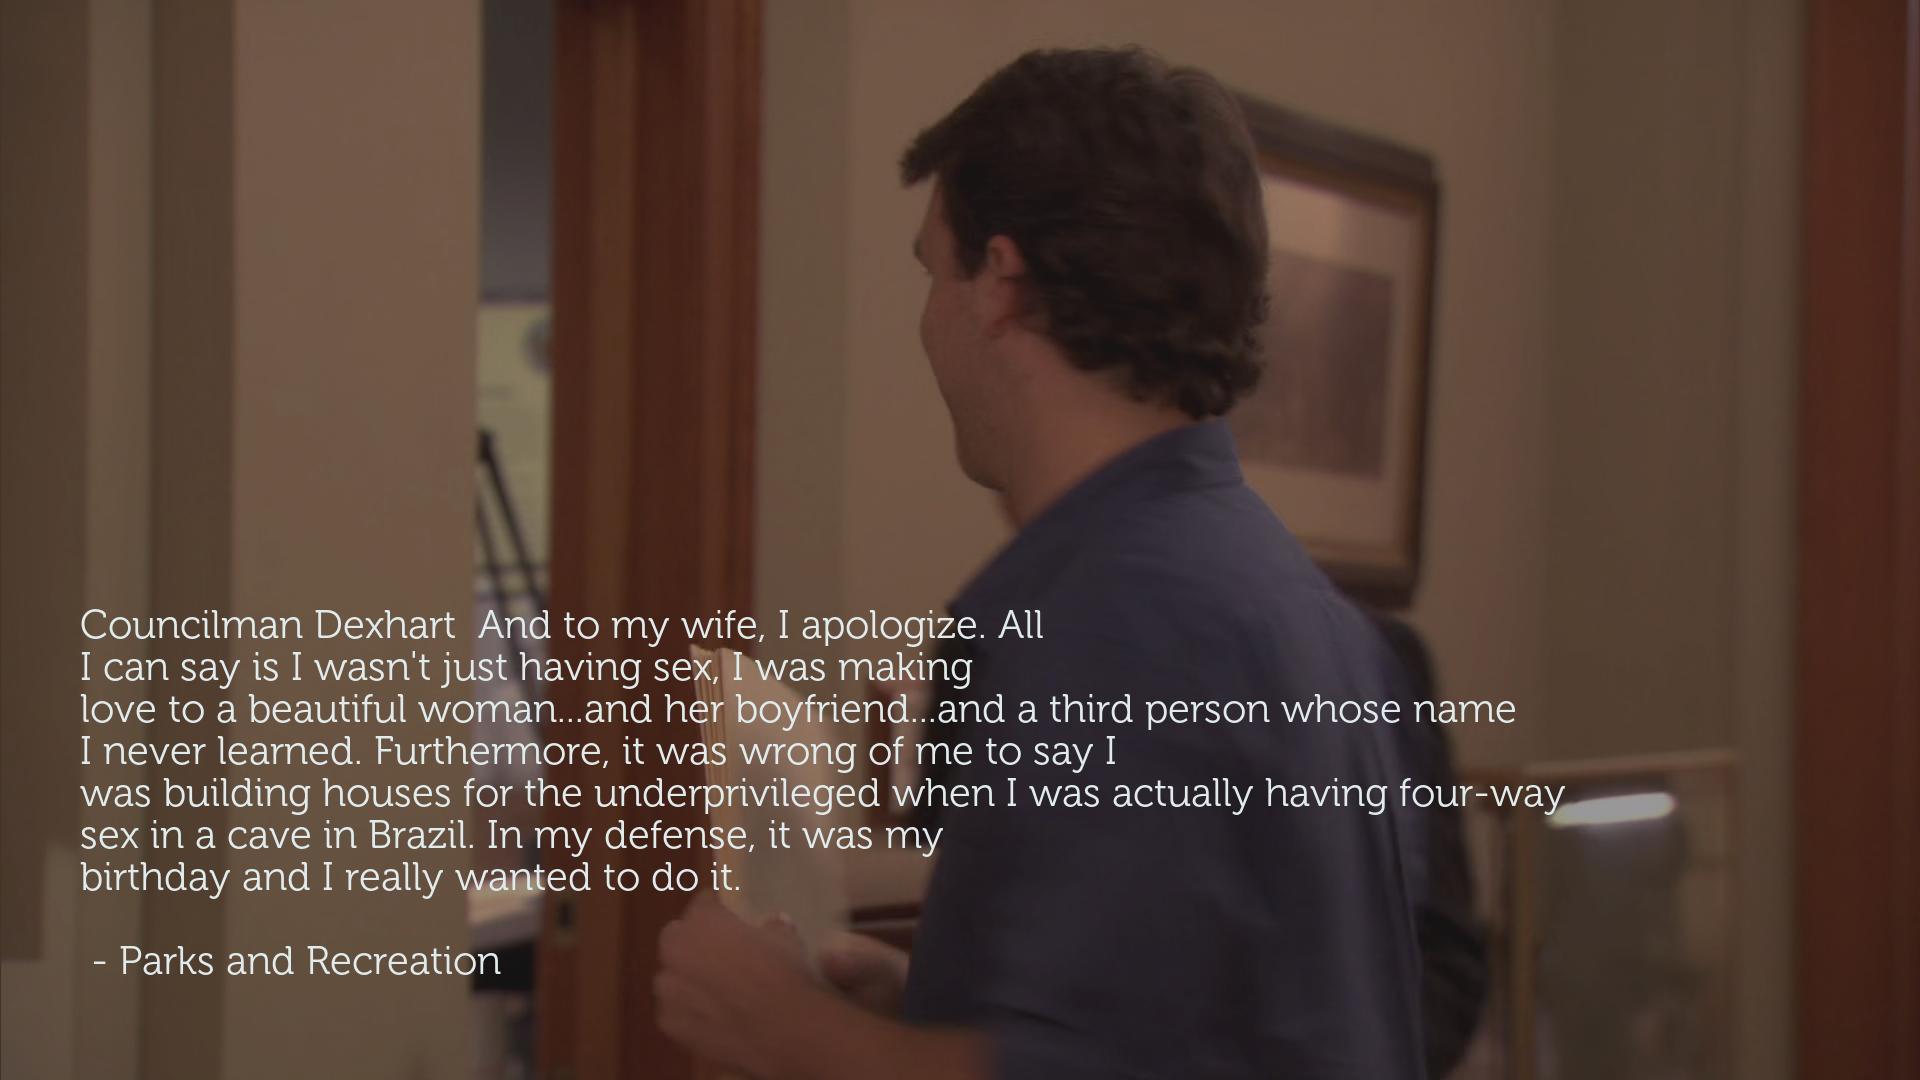 Councilman Dexhart  And to my wife, I apologize. All
I can say is I wasn't just having sex, I was making
love to a beautiful woman...and her boyfriend...and a third person whose name
I never learned. Furthermore, it was wrong of me to say I
was building houses for the underprivileged when I was actually having four-way
sex in a cave in Brazil. In my defense, it was my
birthday and I really wanted to do it.
- Parks and Recreation